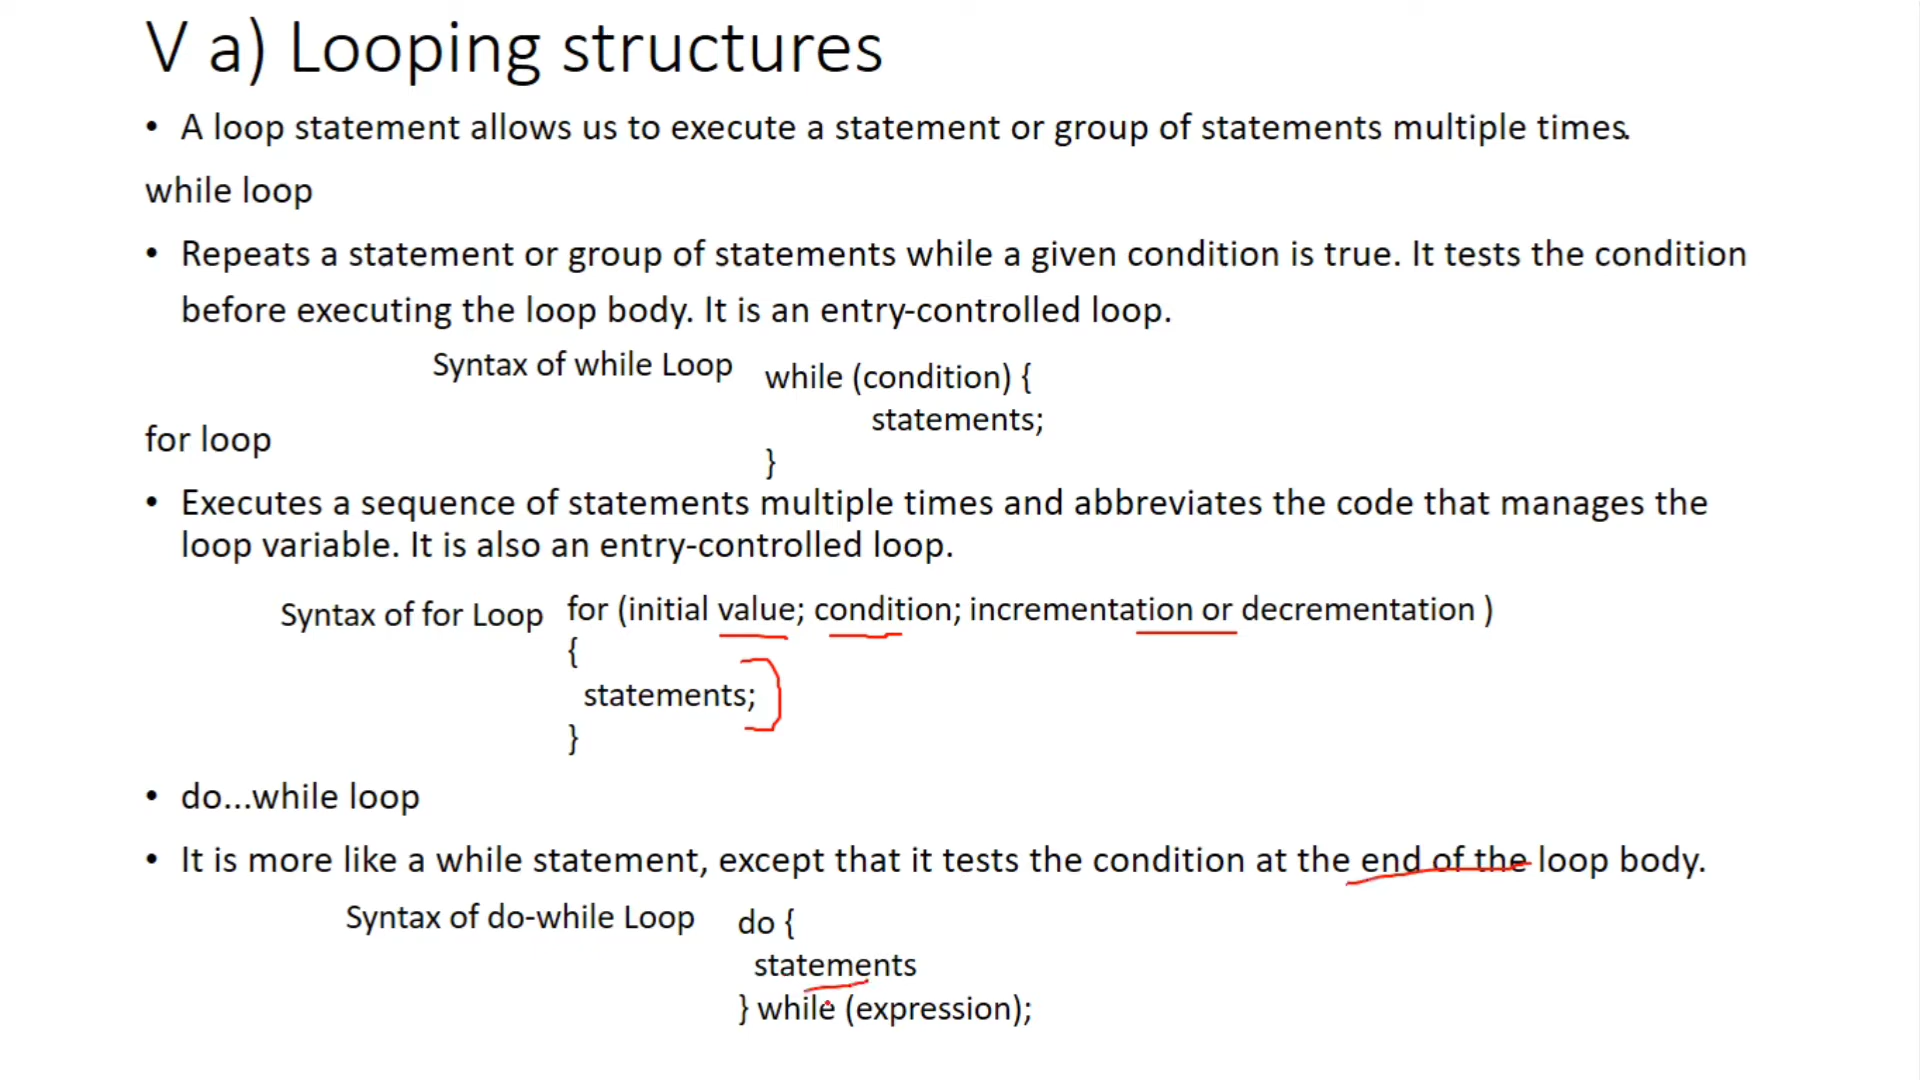 V a) Looping structures
• A loop statement allows us to execute a statement or group of statements multiple times.
while loop
• Repeats a statement or group of statements while a given condition is true. It tests the condition
before executing the loop body. It is an entry-controlled loop.
Syntax of while Loop
while (condition) {
statements;
}
for loop
• Executes a sequence of statements multiple times and abbreviates the code that manages the
loop variable. It is also an entry-controlled loop.
Syntax of for Loop
for (initial value; condition; incrementation or decrementation )
{
statements;
}
• do...while loop
• It is more like a while statement, except that it tests the condition at the end of the loop body.
Syntax of do-while Loop
do {
statements
} while (expression);